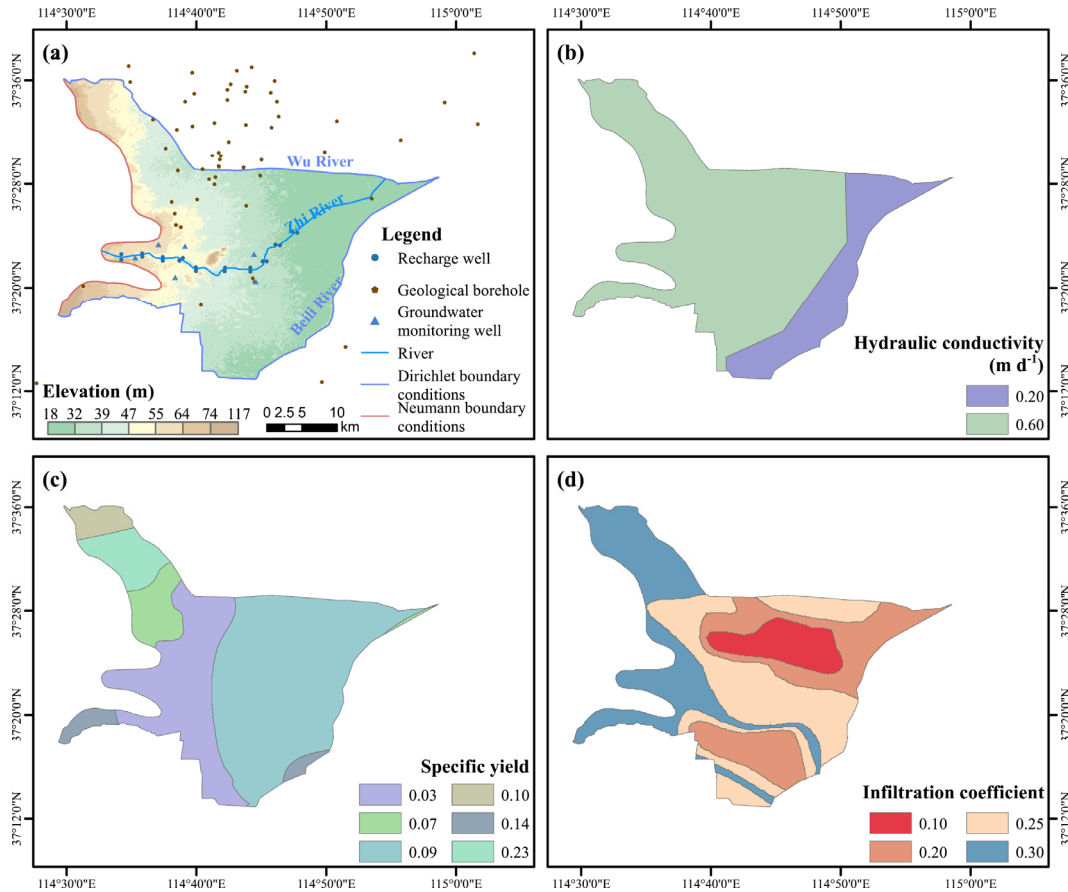 114°30'0"E 114°40'0"E 114°50'0"E 115°0'0"E 114°30'0"E 114°40'0"E 114°50'0"E 115°0'0"E
(a)
37°36'0"N
37°28'0"N
37°20'0"N
37°12'0"N
Wu River
Zhi River
Beili River
Legend
Recharge well
Geological borehole
Groundwater
monitoring well
River
Dirichlet boundary
conditions
Neumann boundary
conditions
Elevation (m)
18 32 39 47 55 64 74 117
0 2.5 5 10
km
(b)
37°36'0"N
37°28'0"N
37°20'0"N
37°12'0"N
Hydraulic conductivity
(m d⁻¹)
0.20
0.60
(c)
37°36'0"N
37°28'0"N
37°20'0"N
37°12'0"N
Specific yield
0.03 0.10
0.07 0.14
0.09 0.23
(d)
37°36'0"N
37°28'0"N
37°20'0"N
37°12'0"N
Infiltration coefficient
0.10 0.25
0.20 0.30
114°30'0"E 114°40'0"E 114°50'0"E 115°0'0"E 114°30'0"E 114°40'0"E 114°50'0"E 115°0'0"E